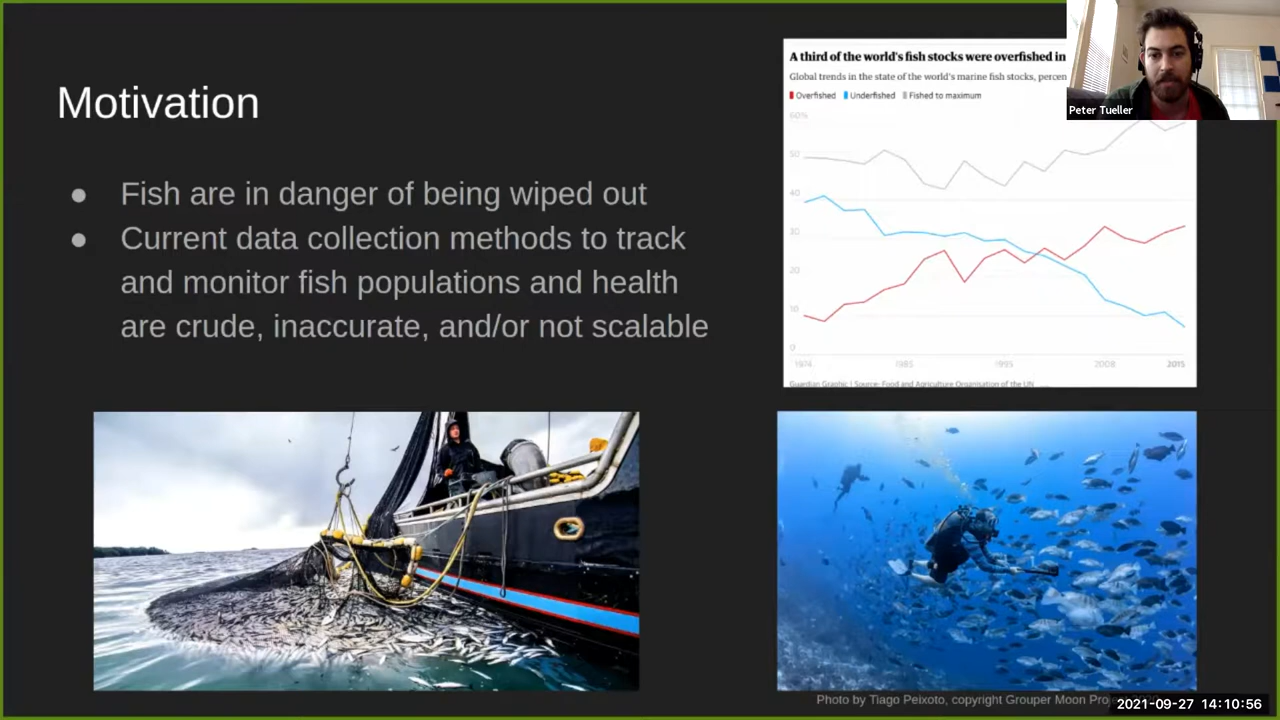 Motivation
● Fish are in danger of being wiped out
● Current data collection methods to track
and monitor fish populations and health
are crude, inaccurate, and/or not scalable
A third of the world's fish stocks were overfished in
Global trends in the state of the world's marine fish stocks, percen
Overfished Underfished Fished to maximum
60%
50
40
30
20
10
0
1974 1985 1995 2008 2015
Guardian Graphic | Source: Food and Agriculture Organisation of the UN
Peter Tueller
Photo by Tiago Peixoto, copyright Grouper Moon
2021-09-27 14:10:56